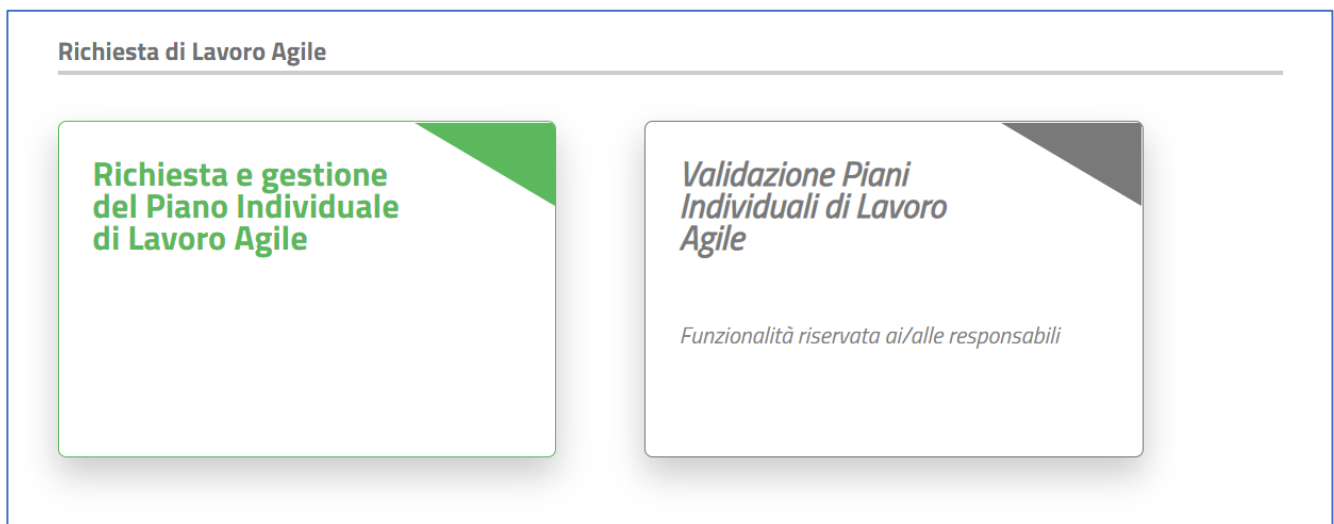 Richiesta di Lavoro Agile
Richiesta e gestione
del Piano Individuale
di Lavoro Agile
Validazione Piani
Individuali di Lavoro
Agile
Funzionalità riservata ai/alle responsabili